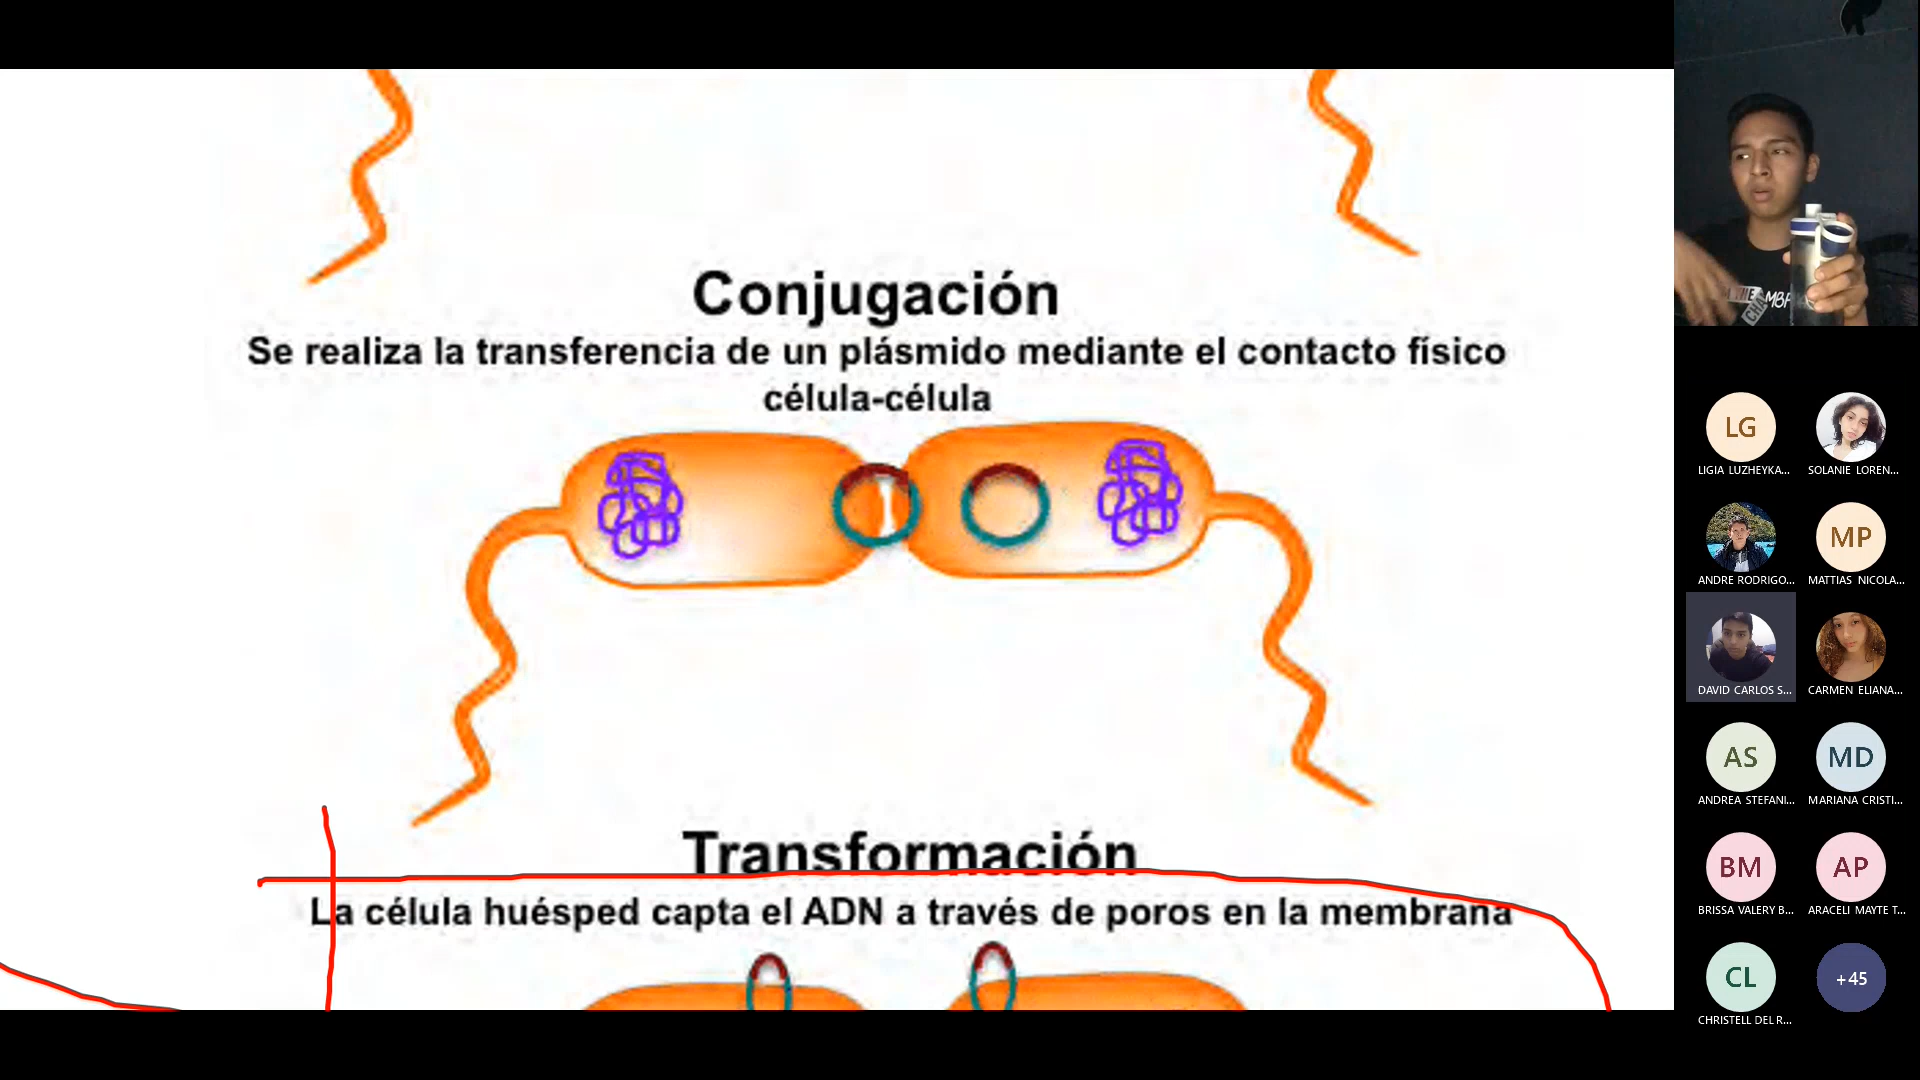 Conjugación
Se realiza la transferencia de un plásmido mediante el contacto físico
célula-célula
Transformación
La célula huésped capta el ADN a través de poros en la membrana
LG
LIGIA LUZHEYKA...
SOLANIE LOREN...
ANDRE RODRIGO...
MP
MATTIAS NICOLA...
DAVID CARLOS S...
CARMEN ELIANA...
AS
ANDREA STEFANI...
MD
MARIANA CRISTI...
BM
BRISSA VALERY B...
AP
ARACELI MAYTE T...
CL
CHRISTELL DEL R...
+45